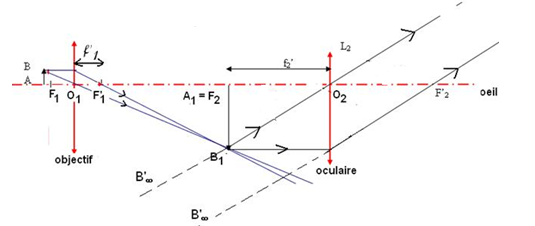 f'1
f2'
L2
B
A
F1
O1
F'1
A1 = F2
O2
F'2
oeil
objectif
B1
oculaire
B'∞
B'∞